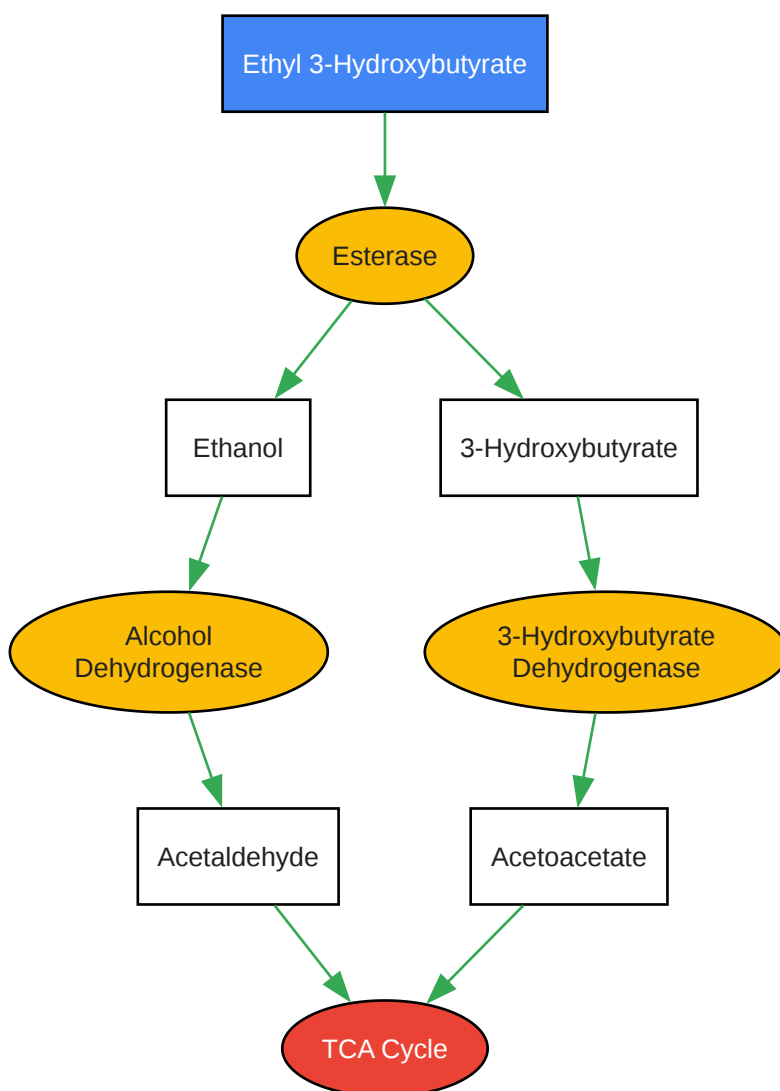 Ethyl 3-Hydroxybutyrate
Esterase
Ethanol
3-Hydroxybutyrate
Alcohol
Dehydrogenase
3-Hydroxybutyrate
Dehydrogenase
Acetaldehyde
Acetoacetate
TCA Cycle